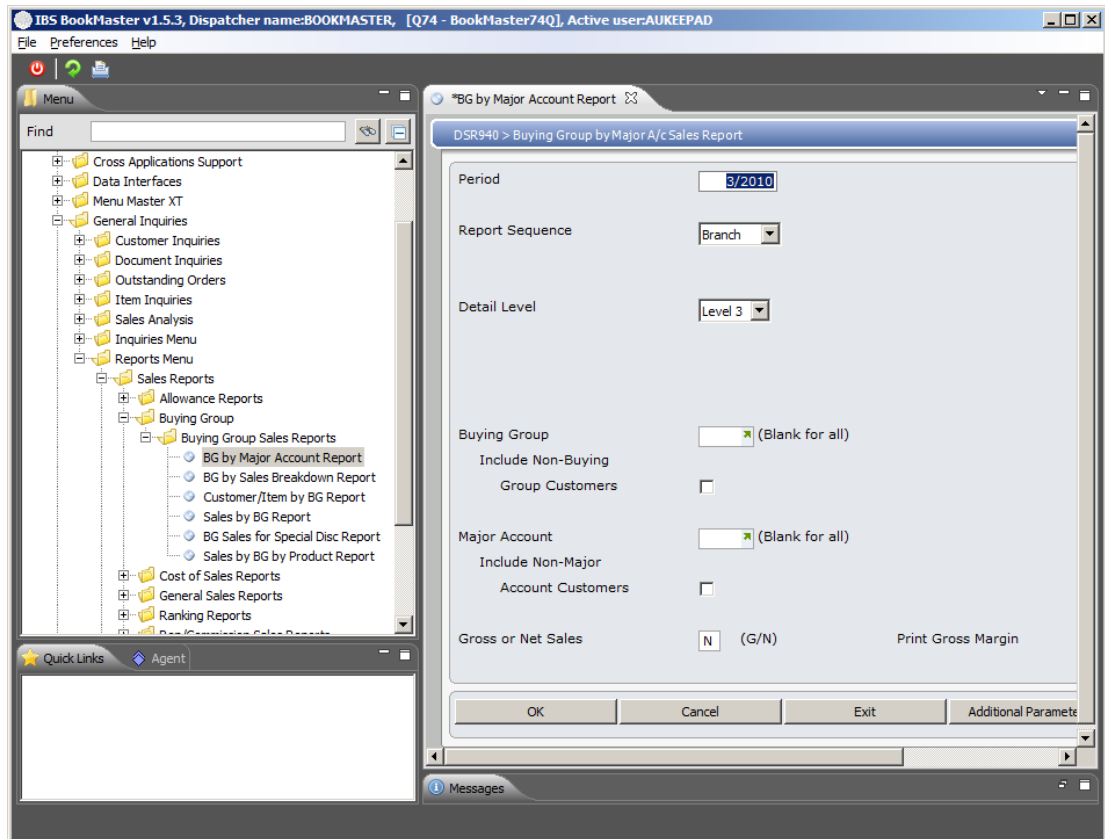 IBS BookMaster v1.5.3, Dispatcher name:BOOKMASTER, [Q74 - BookMaster74Q], Active user:AUKEEPAD
File Preferences Help
Menu
Find
Cross Applications Support
Data Interfaces
Menu Master XT
General Inquiries
Customer Inquiries
Document Inquiries
Outstanding Orders
Item Inquiries
Sales Analysis
Inquiries Menu
Reports Menu
Sales Reports
Allowance Reports
Buying Group
Buying Group Sales Reports
BG by Major Account Report
BG by Sales Breakdown Report
Customer/Item by BG Report
Sales by BG Report
BG Sales for Special Disc Report
Sales by BG by Product Report
Cost of Sales Reports
General Sales Reports
Ranking Reports
Quick Links Agent
*BG by Major Account Report
DSR940 > Buying Group by Major A/c Sales Report
Period 3/2010
Report Sequence Branch
Detail Level Level 3
Buying Group (Blank for all)
Include Non-Buying
Group Customers
Major Account (Blank for all)
Include Non-Major
Account Customers
Gross or Net Sales N (G/N) Print Gross Margin
OK Cancel Exit Additional Paramete
Messages